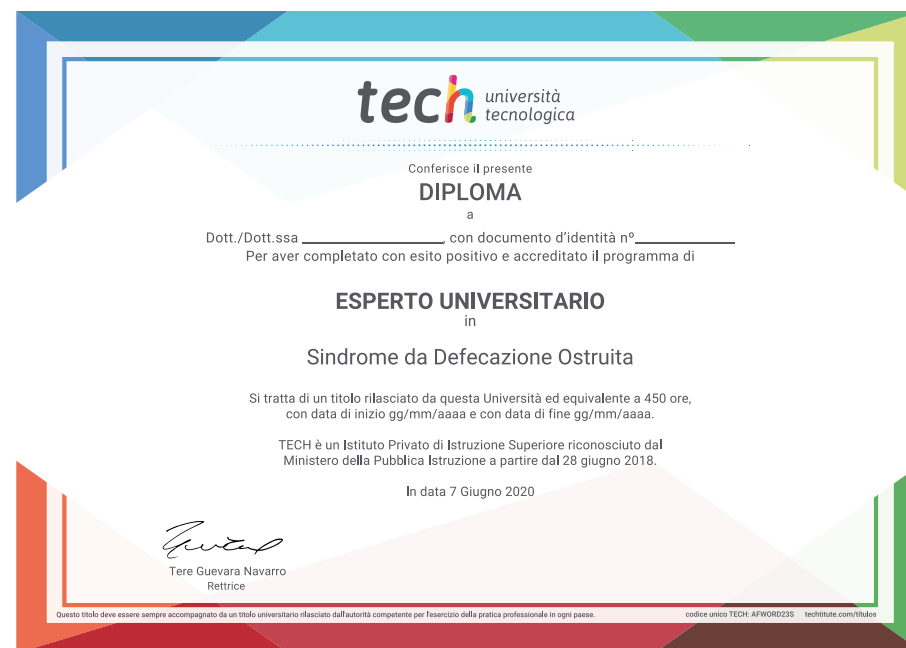 tech università
tecnologica
Conferisce il presente
DIPLOMA
a
Dott./Dott.ssa ____________________, con documento d'identità nº______________
Per aver completato con esito positivo e accreditato il programma di
ESPERTO UNIVERSITARIO
in
Sindrome da Defecazione Ostruita
Si tratta di un titolo rilasciato da questa Università ed equivalente a 450 ore,
con data di inizio gg/mm/aaaa e con data di fine gg/mm/aaaa.
TECH è un Istituto Privato di Istruzione Superiore riconosciuto dal
Ministero della Pubblica Istruzione a partire dal 28 giugno 2018.
In data 7 Giugno 2020
Tere Guevara Navarro
Rettrice
Questo titolo deve essere sempre accompagnato da un titolo universitario rilasciato dall'autorità competente per l'esercizio della pratica professionale in ogni paese. codice unico TECH: AFWORD23S techtitute.com/titulos